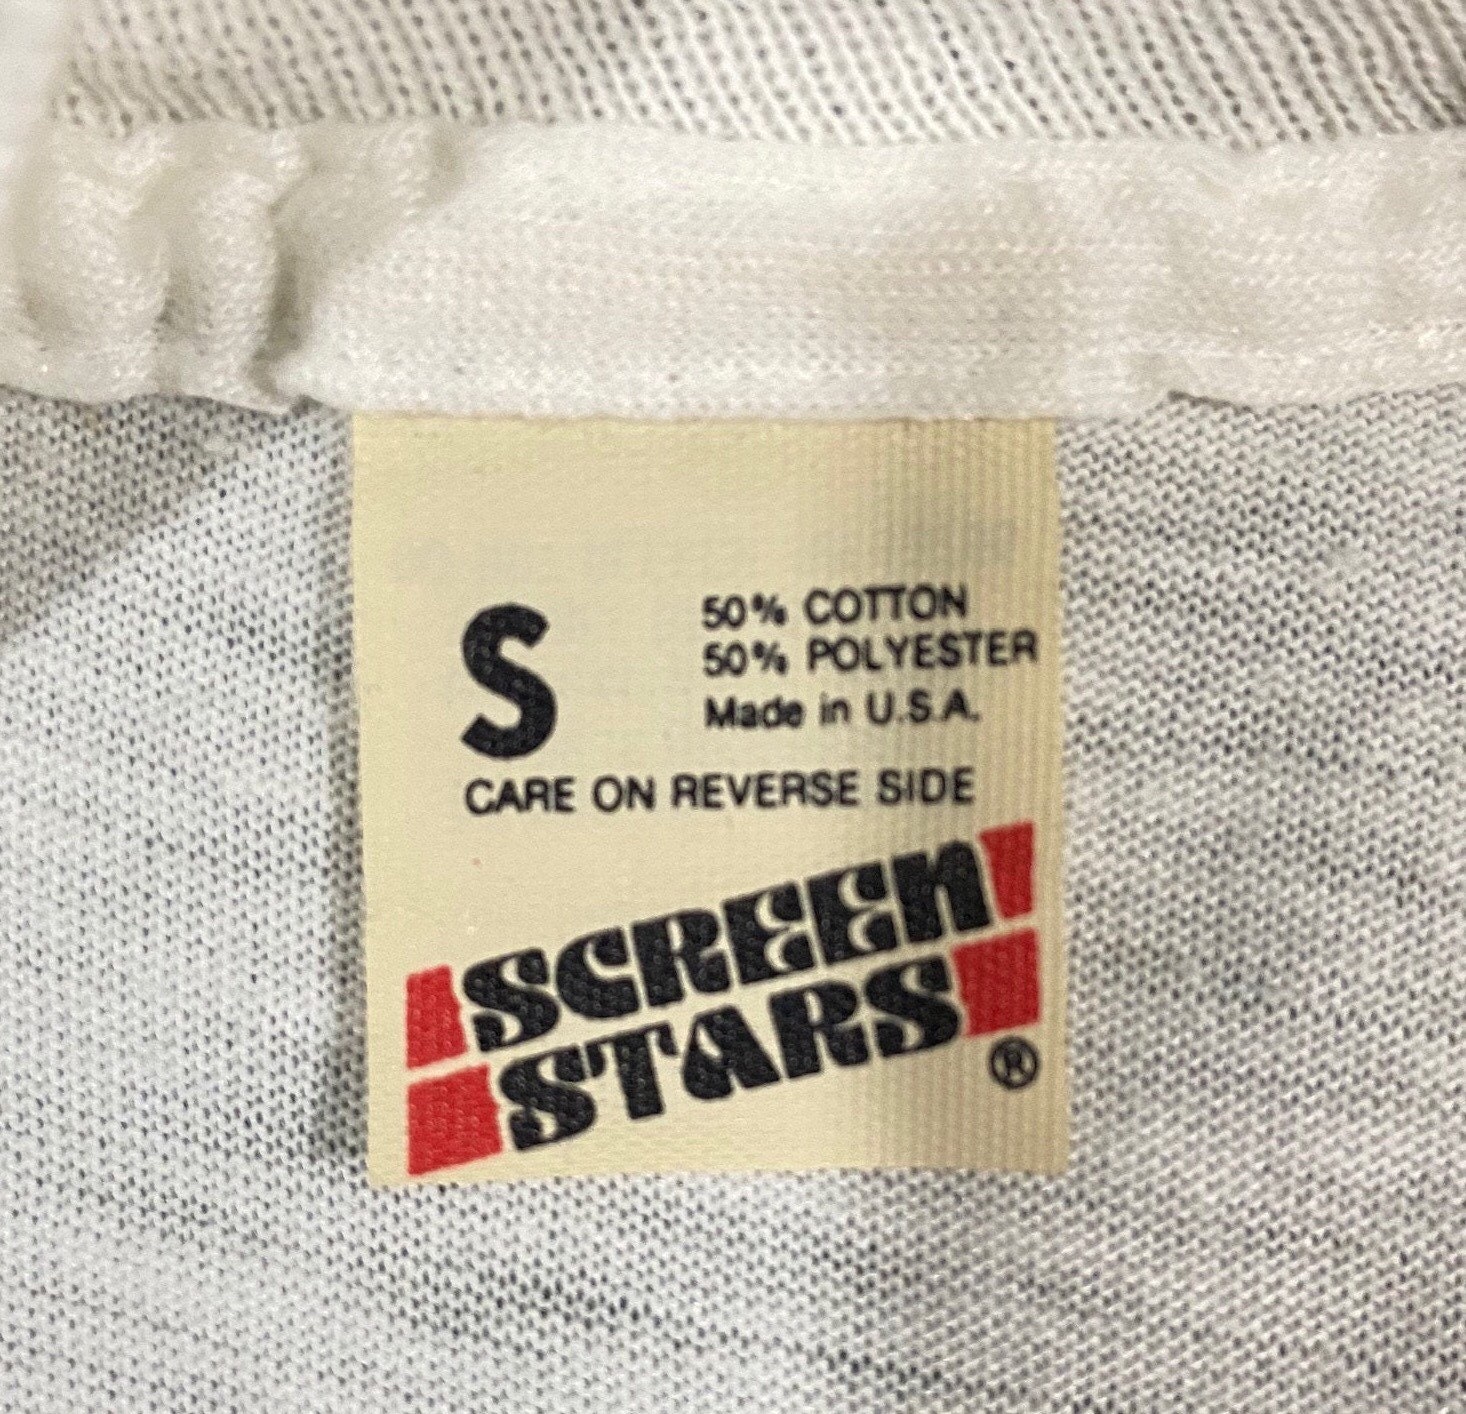 S
50% COTTON
50% POLYESTER
Made in U.S.A.
CARE ON REVERSE SIDE
SCREEN
STARS
®